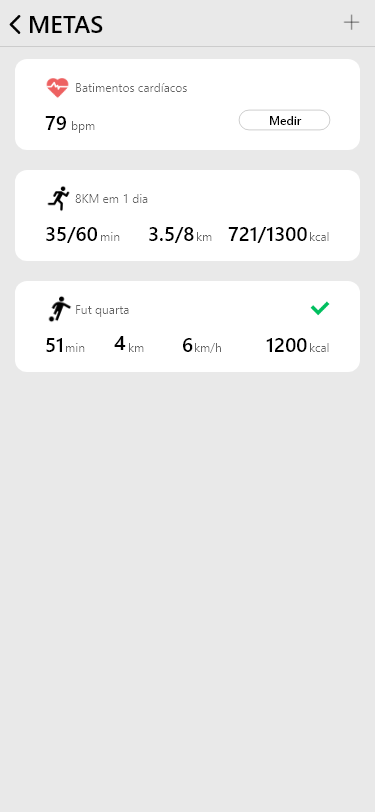 METAS
Batimentos cardíacos
79 bpm Medir
8KM em 1 dia
35/60 min 3.5/8 km 721/1300 kcal
Fut quarta
51 min 4 km 6 km/h 1200 kcal